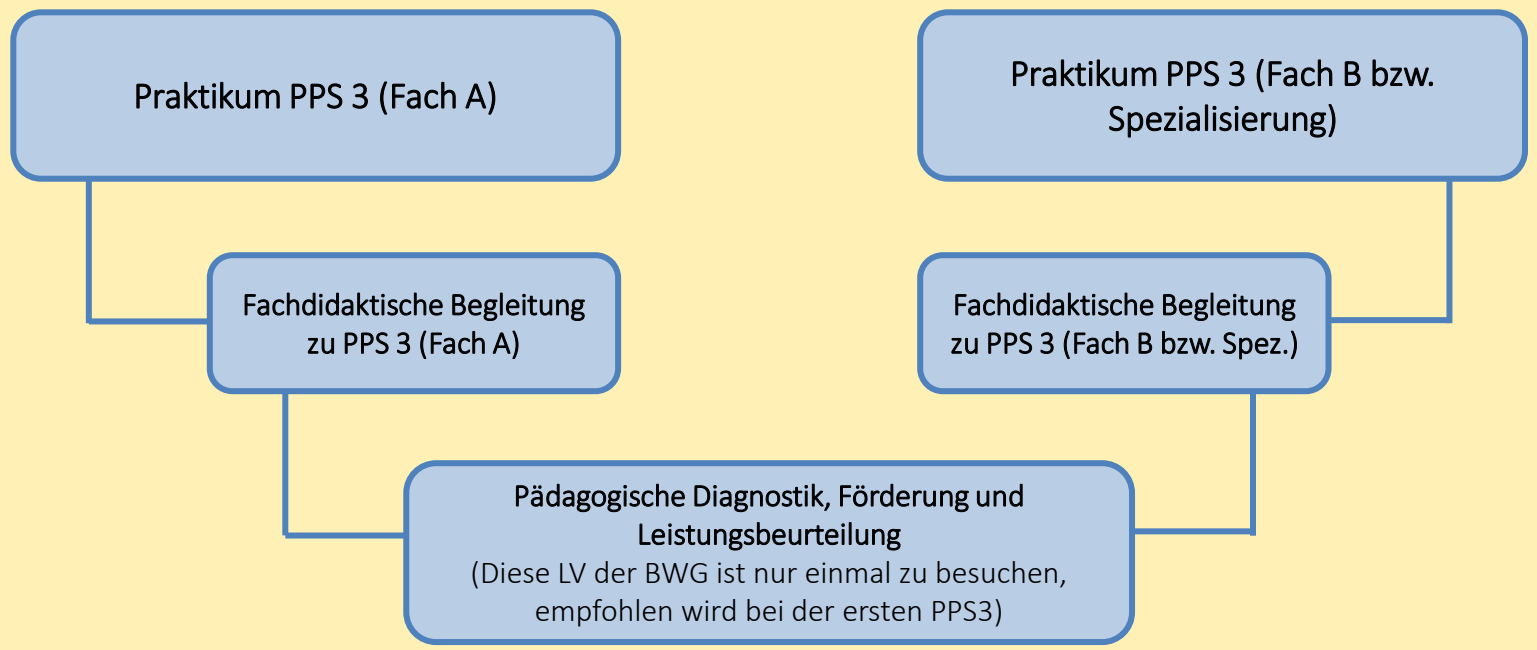 Praktikum PPS 3 (Fach A)
Praktikum PPS 3 (Fach B bzw.
Spezialisierung)
Fachdidaktische Begleitung
zu PPS 3 (Fach A)
Fachdidaktische Begleitung
zu PPS 3 (Fach B bzw. Spez.)
Pädagogische Diagnostik, Förderung und
Leistungsbeurteilung
(Diese LV der BWG ist nur einmal zu besuchen,
empfohlen wird bei der ersten PPS3)